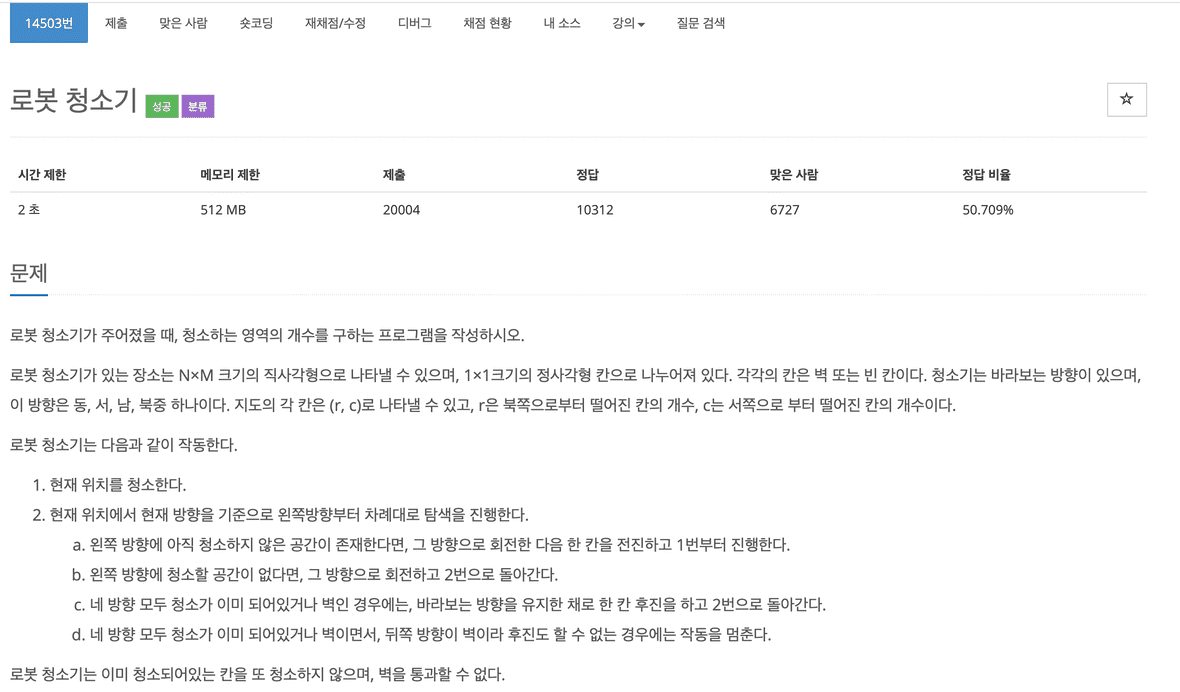 14503번 제출 맞은 사람 숏코딩 재채점/수정 디버그 채점 현황 내 소스 강의 질문 검색
로봇 청소기 성공 분류
시간 제한 메모리 제한 제출 정답 맞은 사람 정답 비율
2 초 512 MB 20004 10312 6727 50.709%
문제
로봇 청소기가 주어졌을 때, 청소하는 영역의 개수를 구하는 프로그램을 작성하시오.
로봇 청소기가 있는 장소는 N×M 크기의 직사각형으로 나타낼 수 있으며, 1×1크기의 정사각형 칸으로 나누어져 있다. 각각의 칸은 벽 또는 빈 칸이다. 청소기는 바라보는 방향이 있으며,
이 방향은 동, 서, 남, 북중 하나이다. 지도의 각 칸은 (r, c)로 나타낼 수 있고, r은 북쪽으로부터 떨어진 칸의 개수, c는 서쪽으로 부터 떨어진 칸의 개수이다.
로봇 청소기는 다음과 같이 작동한다.
1. 현재 위치를 청소한다.
2. 현재 위치에서 현재 방향을 기준으로 왼쪽방향부터 차례대로 탐색을 진행한다.
a. 왼쪽 방향에 아직 청소하지 않은 공간이 존재한다면, 그 방향으로 회전한 다음 한 칸을 전진하고 1번부터 진행한다.
b. 왼쪽 방향에 청소할 공간이 없다면, 그 방향으로 회전하고 2번으로 돌아간다.
c. 네 방향 모두 청소가 이미 되어있거나 벽인 경우에는, 바라보는 방향을 유지한 채로 한 칸 후진을 하고 2번으로 돌아간다.
d. 네 방향 모두 청소가 이미 되어있거나 벽이면서, 뒤쪽 방향이 벽이라 후진도 할 수 없는 경우에는 작동을 멈춘다.
로봇 청소기는 이미 청소되어있는 칸을 또 청소하지 않으며, 벽을 통과할 수 없다.